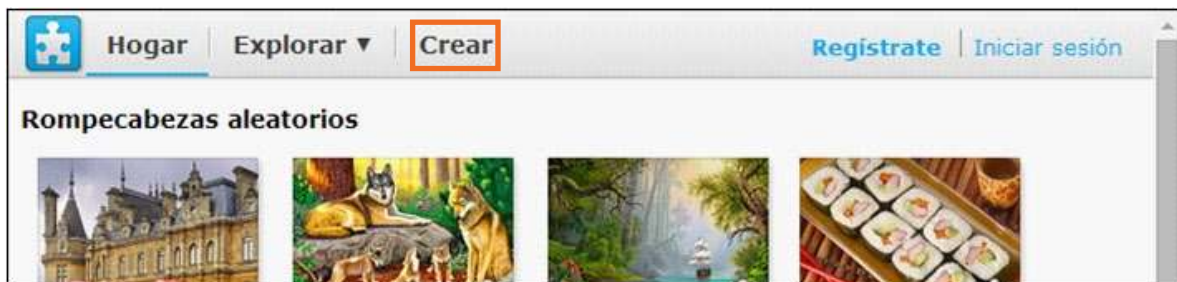 Hogar Explorar ▼ Crear Regístrate Iniciar sesión
Rompecabezas aleatorios